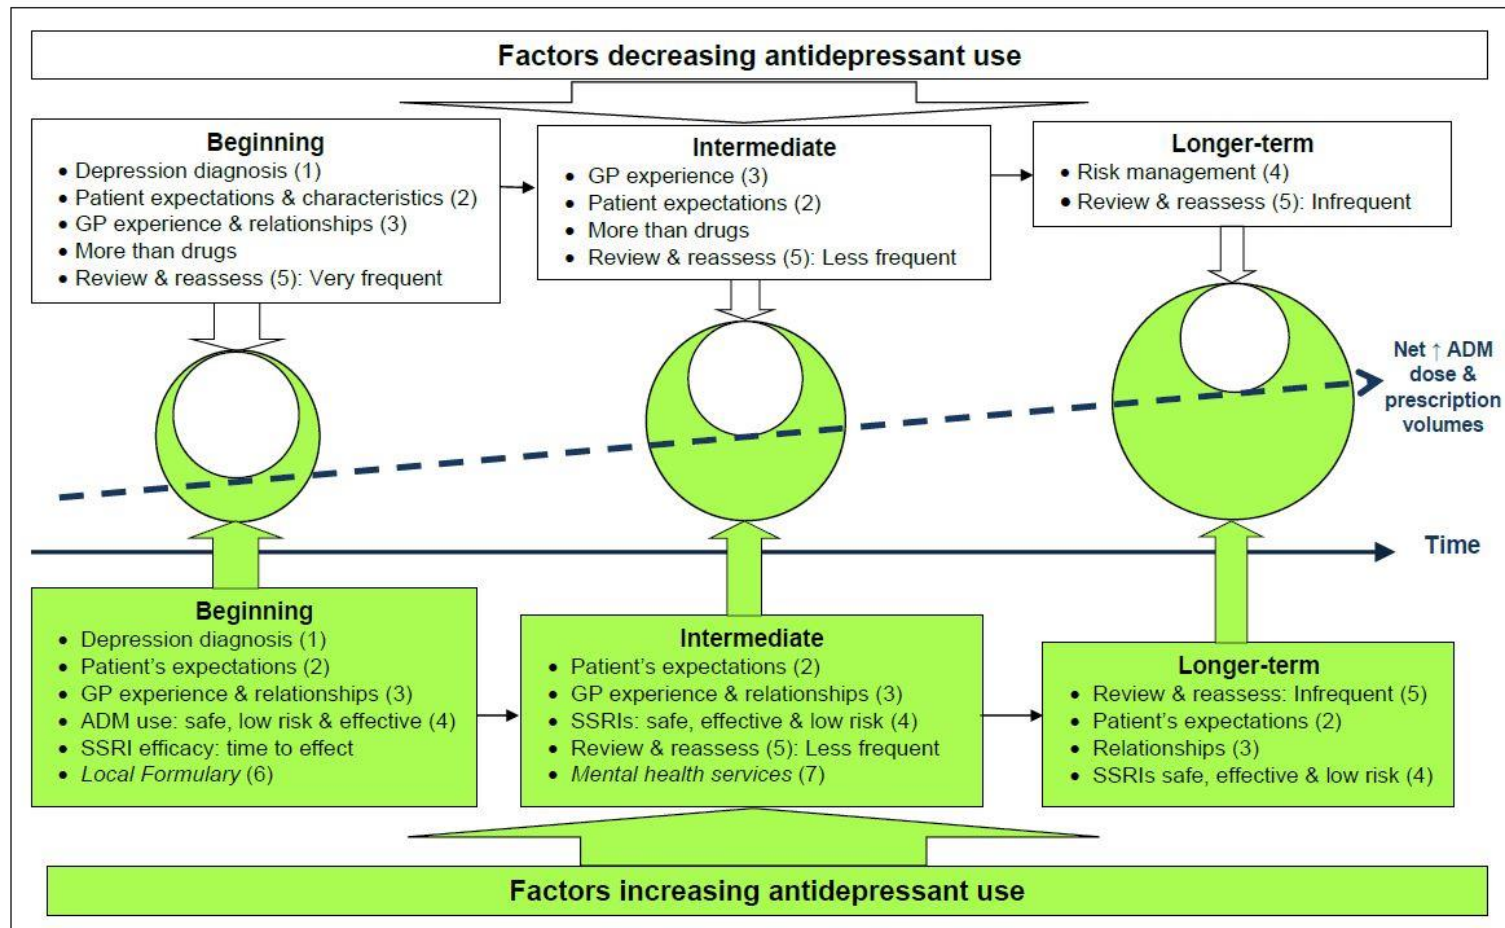 Factors decreasing antidepressant use
Beginning
• Depression diagnosis (1)
• Patient expectations & characteristics (2)
• GP experience & relationships (3)
• More than drugs
• Review & reassess (5): Very frequent
Intermediate
• GP experience (3)
• Patient expectations (2)
• More than drugs
• Review & reassess (5): Less frequent
Longer-term
• Risk management (4)
• Review & reassess (5): Infrequent
Net ↑ ADM
dose &
prescription
volumes
Time
Beginning
• Depression diagnosis (1)
• Patient’s expectations (2)
• GP experience & relationships (3)
• ADM use: safe, low risk & effective (4)
• SSRI efficacy: time to effect
• Local Formulary (6)
Intermediate
• Patient’s expectations (2)
• GP experience & relationships (3)
• SSRIs: safe, effective & low risk (4)
• Review & reassess (5): Less frequent
• Mental health services (7)
Longer-term
• Review & reassess: Infrequent (5)
• Patient’s expectations (2)
• Relationships (3)
• SSRIs safe, effective & low risk (4)
Factors increasing antidepressant use